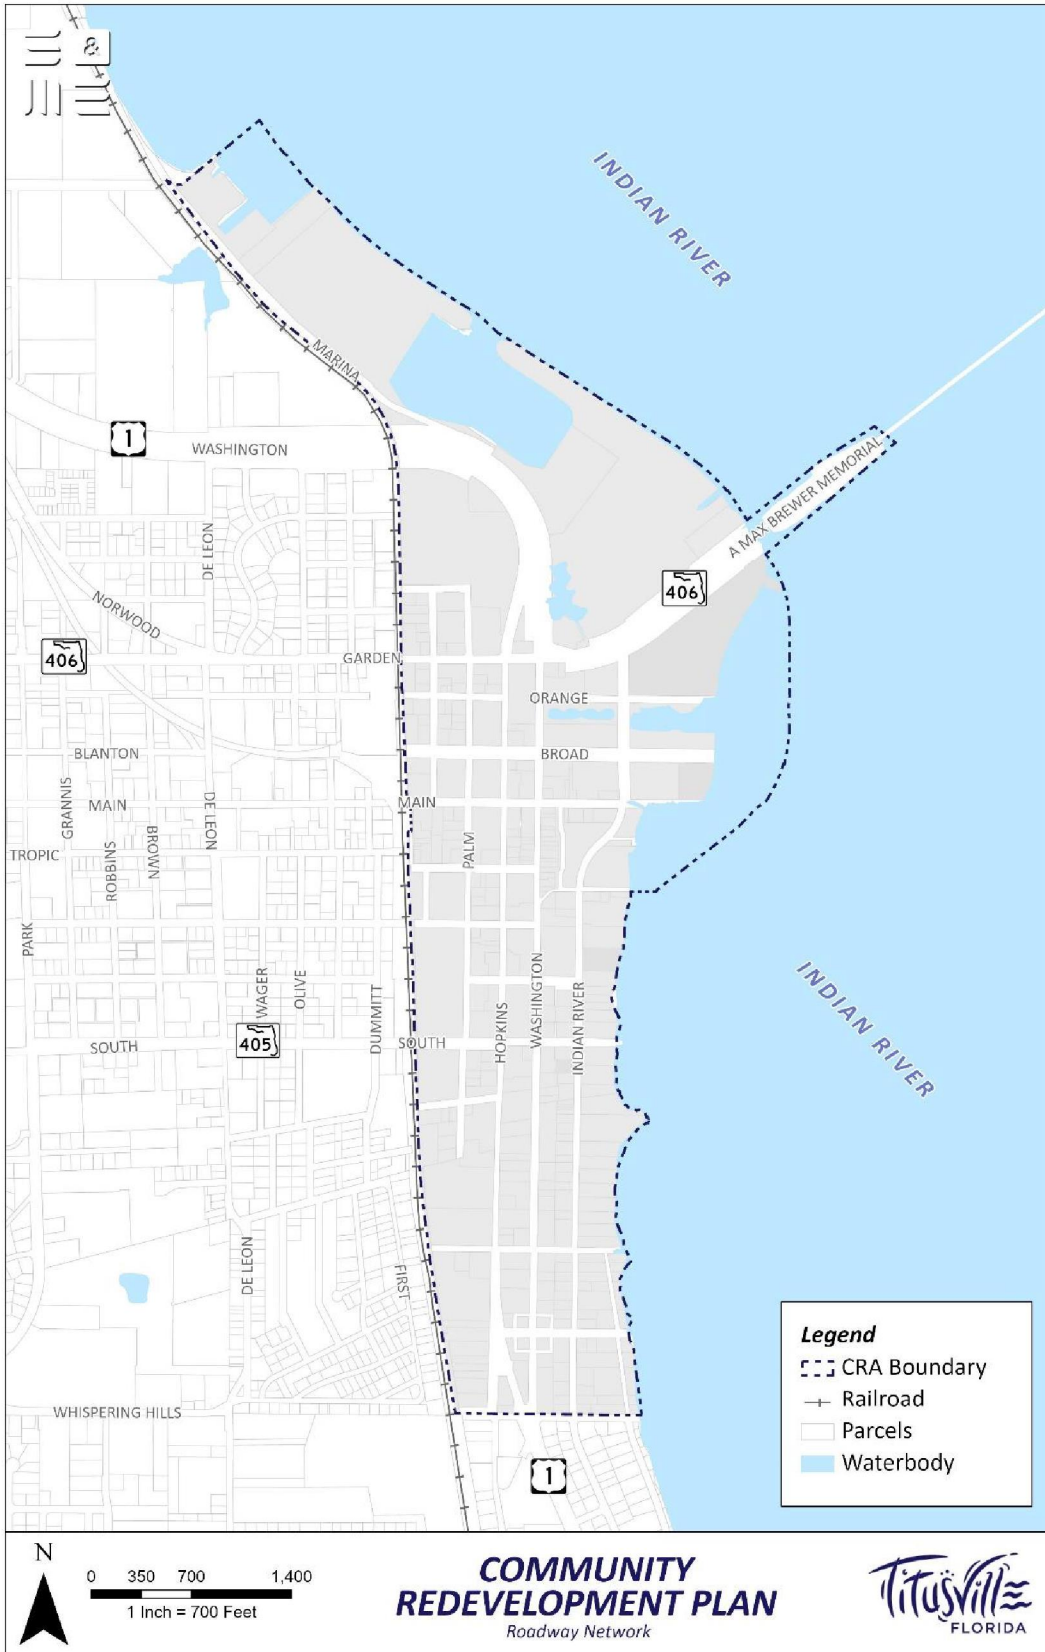 &
INDIAN RIVER
MARINA
1
WASHINGTON
A MAX BREWER MEMORIAL
DE LEON
406
NORWOOD
406
GARDEN
ORANGE
BLANTON
BROAD
GRANNIS
MAIN
DE LEON
MAIN
BROWN
PALM
TROPIC
ROBBINS
PARK
WAGER
OLIVE
WASHINGTON
INDIAN RIVER
DUMMITT
HOPKINS
INDIAN RIVER
SOUTH
405
SOUTH
DE LEON
FIRST
WHISPERING HILLS
1
Legend
CRA Boundary
Railroad
Parcels
Waterbody
N
0 350 700 1,400
1 Inch = 700 Feet
COMMUNITY
REDEVELOPMENT PLAN
Roadway Network
Titusville
FLORIDA